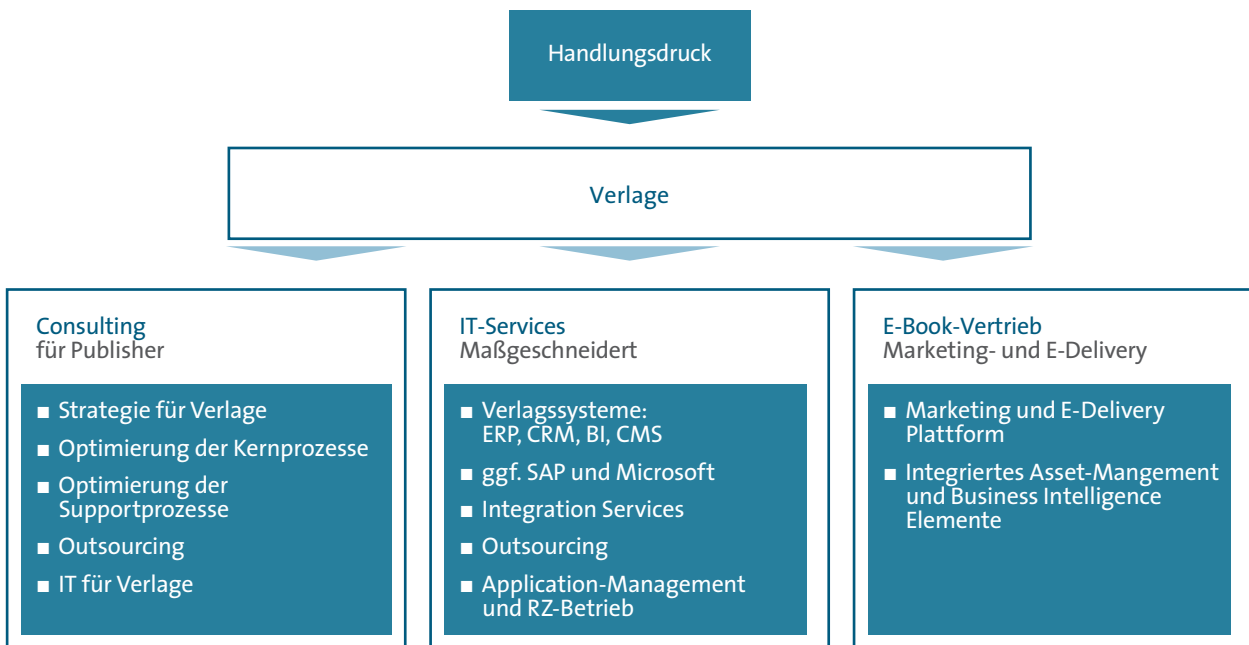 Handlungsdruck
Verlage
Consulting
für Publisher
■ Strategie für Verlage
■ Optimierung der Kernprozesse
■ Optimierung der
Supportprozesse
■ Outsourcing
■ IT für Verlage
IT-Services
Maßgeschneidert
■ Verlagssysteme:
ERP, CRM, BI, CMS
■ ggf. SAP und Microsoft
■ Integration Services
■ Outsourcing
■ Application-Management
und RZ-Betrieb
E-Book-Vertrieb
Marketing- und E-Delivery
■ Marketing und E-Delivery
Plattform
■ Integriertes Asset-Mangement
und Business Intelligence
Elemente